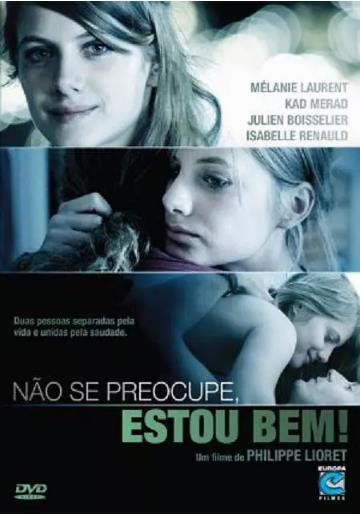 MÉLANIE LAURENT
KAD MERAD
JULIEN BOISSELIER
ISABELLE RENAULD
Duas pessoas separadas pela
vida e unidas pela saudade.
NÃO SE PREOCUPE,
ESTOU BEM!
Um filme de PHILIPPE LIORET
DVD
VIDEO
EUROPA
FILMES